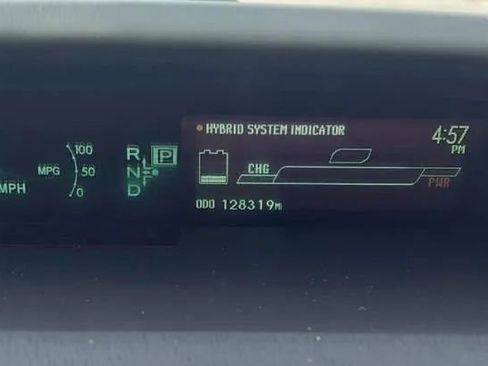 HYBRID SYSTEM INDICATOR
4:57
PM
100
MPG 50
0
MPH
R
N
D
P
CHG
PWR
ODO 128319MI